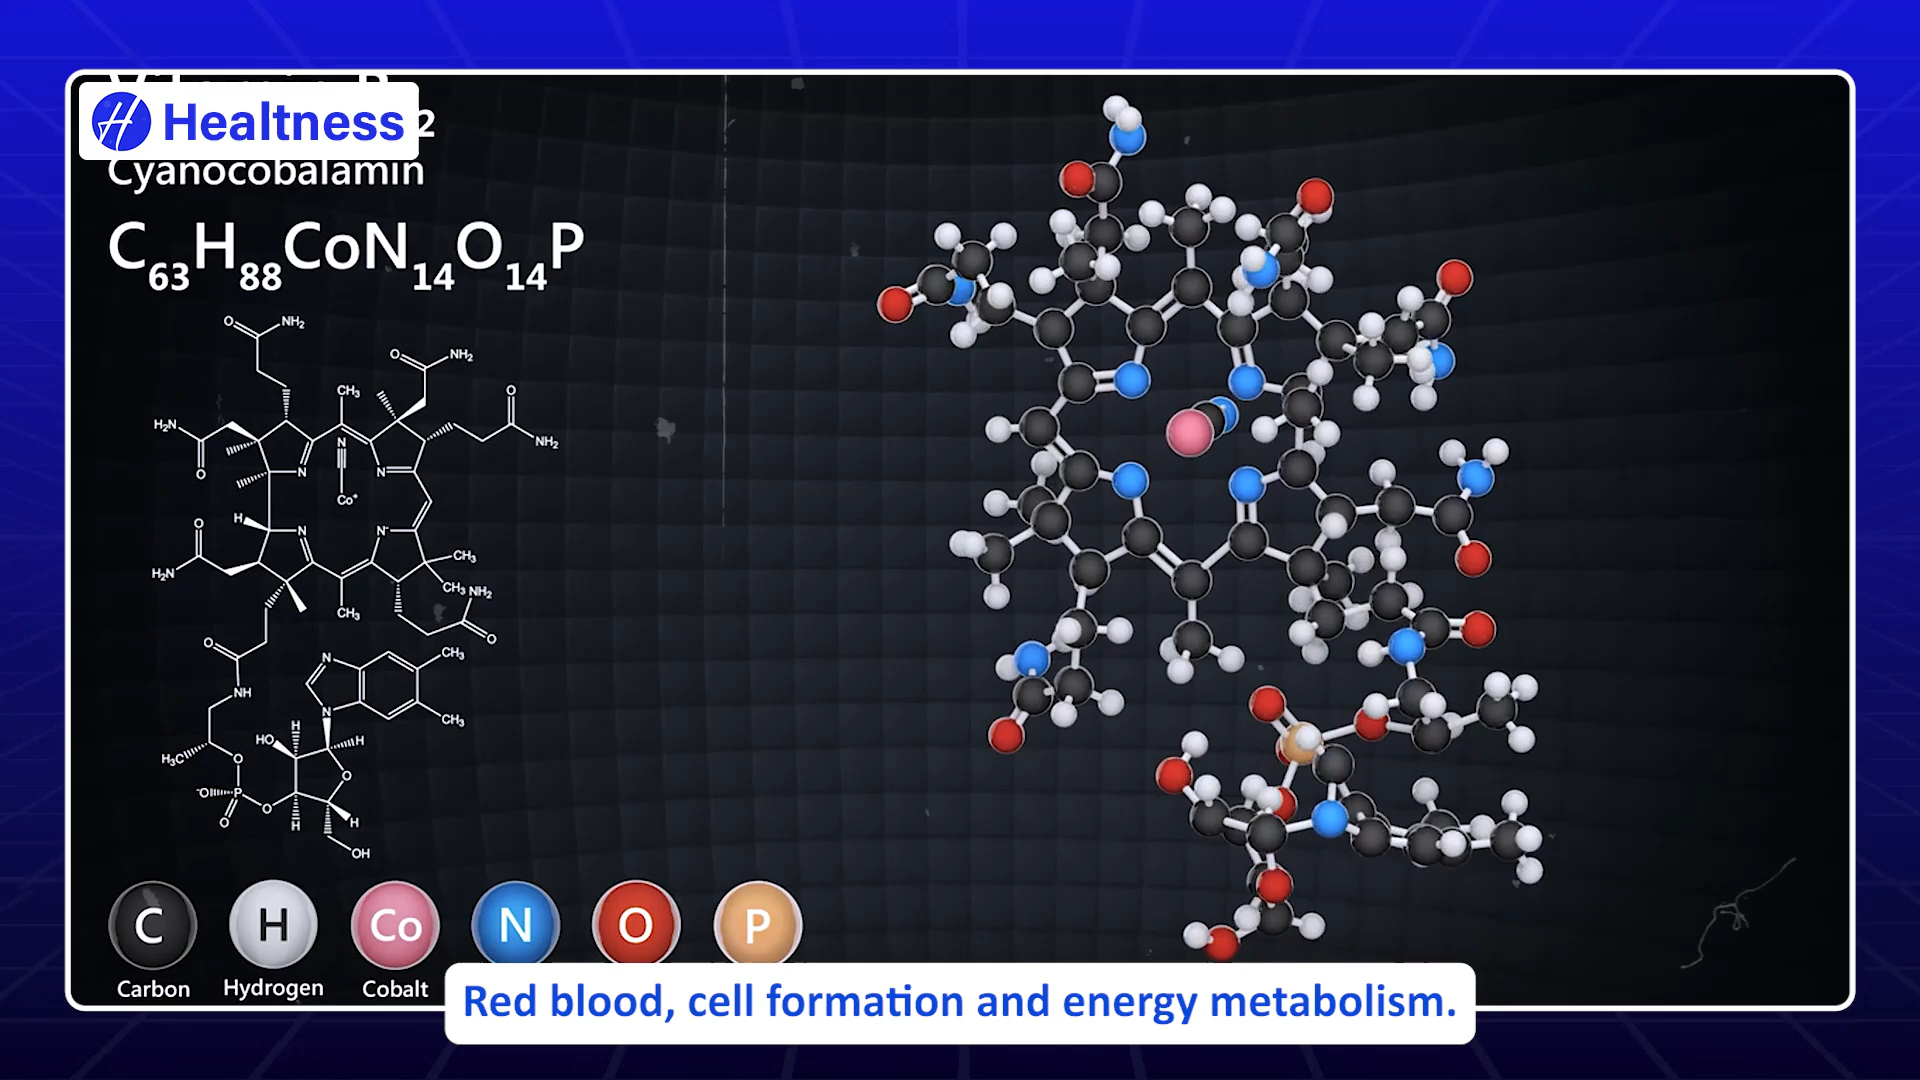 Healtness
2
Cyanocobalamin
C63H88CoN14O14P
O NH2
O NH2
CH3
O
H2N
NH2
O
N
N N
Co+
H
O
N N-
H2N
CH3
CH3 NH2
CH3
O
O
N
CH3
NH
N
CH3
H
HO H
H3C
O
O
-O P
O
O H H
OH
C H Co N O P
Carbon Hydrogen Cobalt
Red blood, cell formation and energy metabolism.